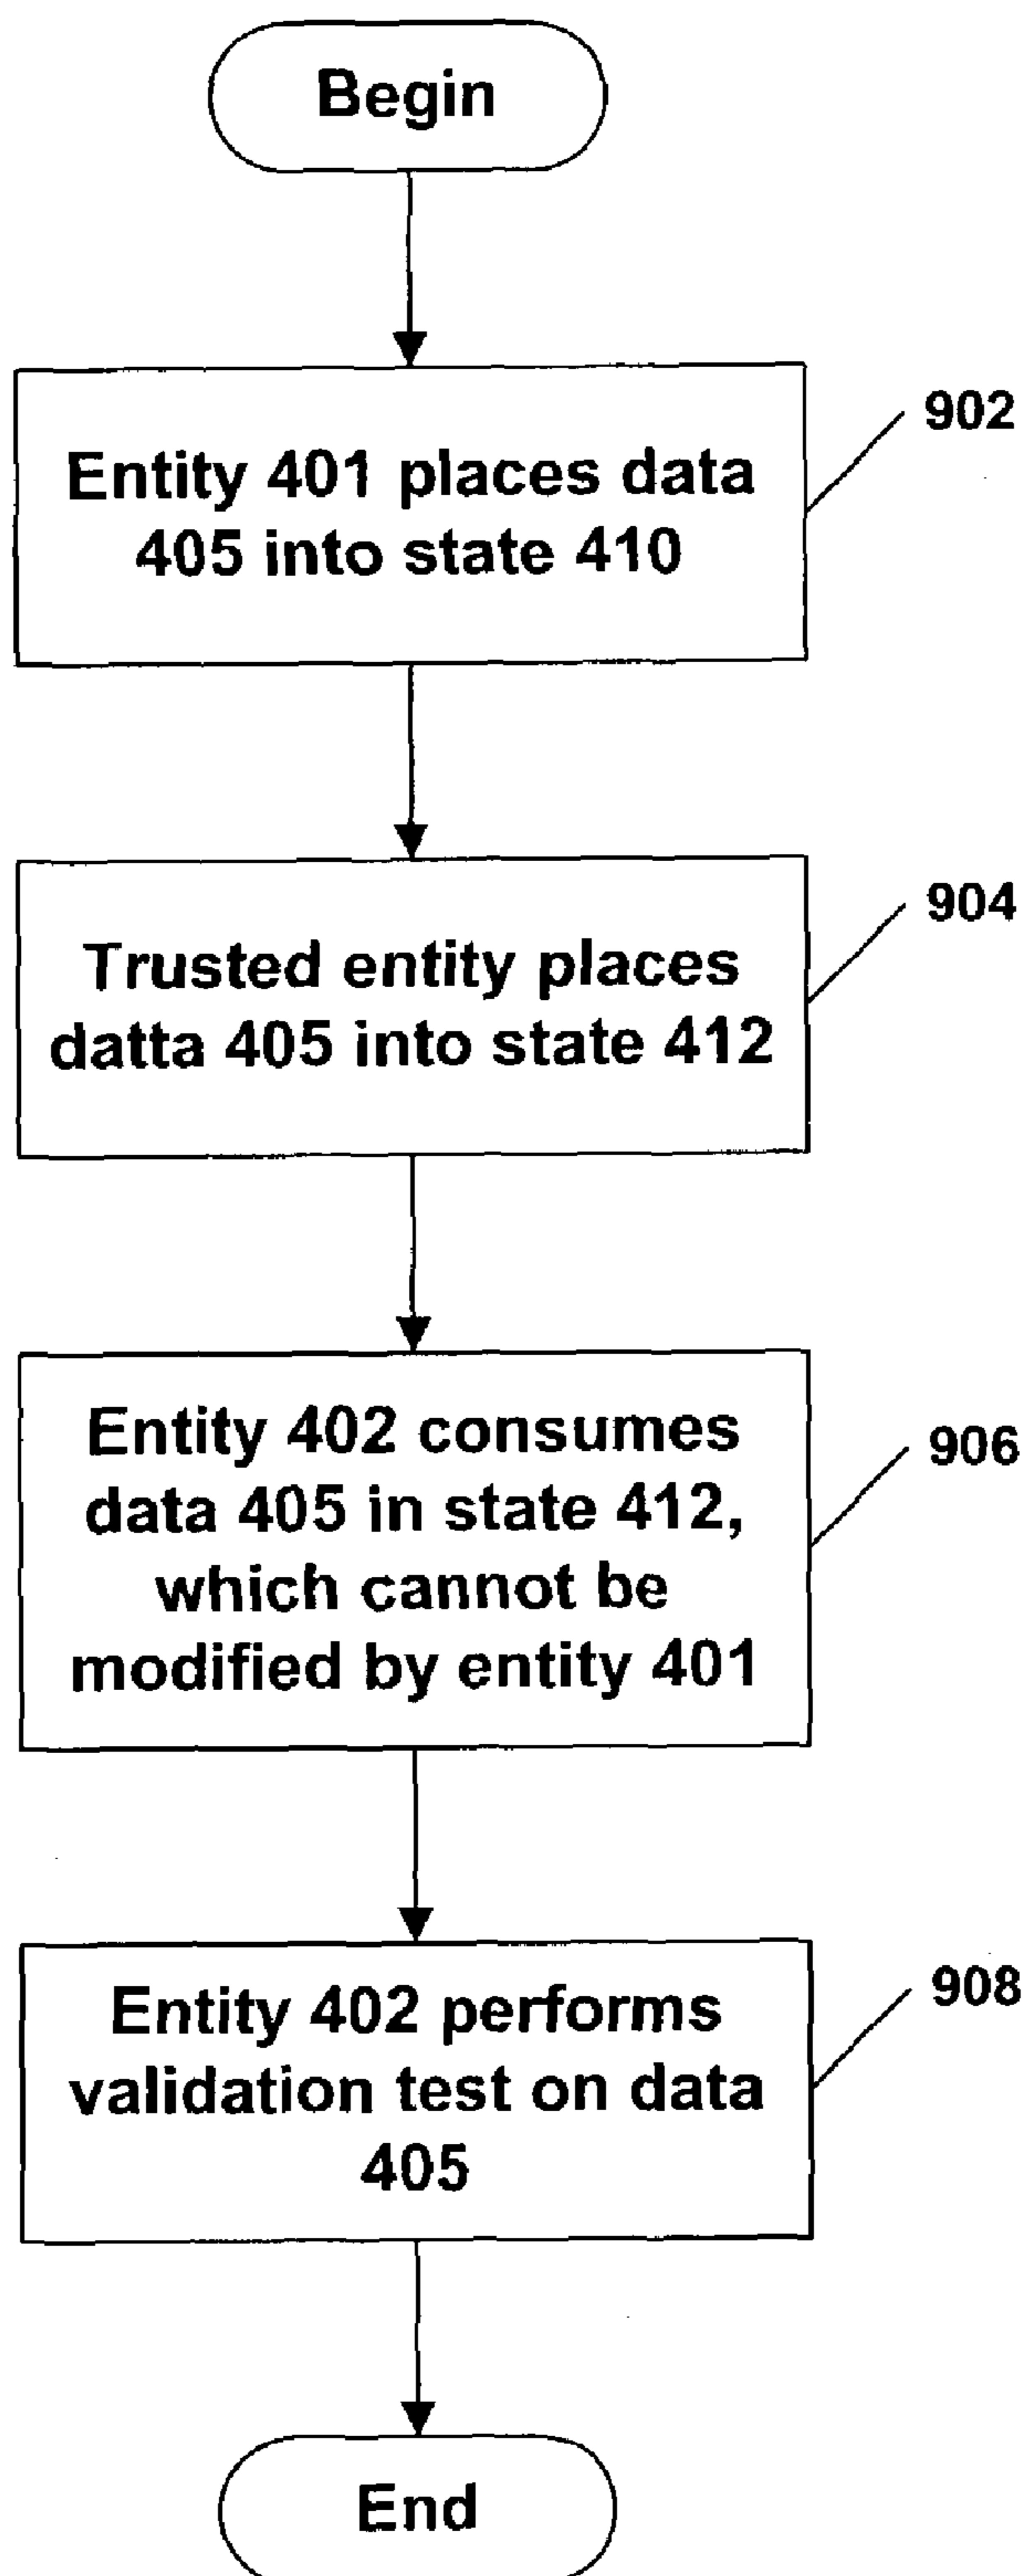 Begin
902
Entity 401 places data
405 into state 410
904
Trusted entity places
datta 405 into state 412
906
Entity 402 consumes
data 405 in state 412,
which cannot be
modified by entity 401
908
Entity 402 performs
validation test on data
405
End